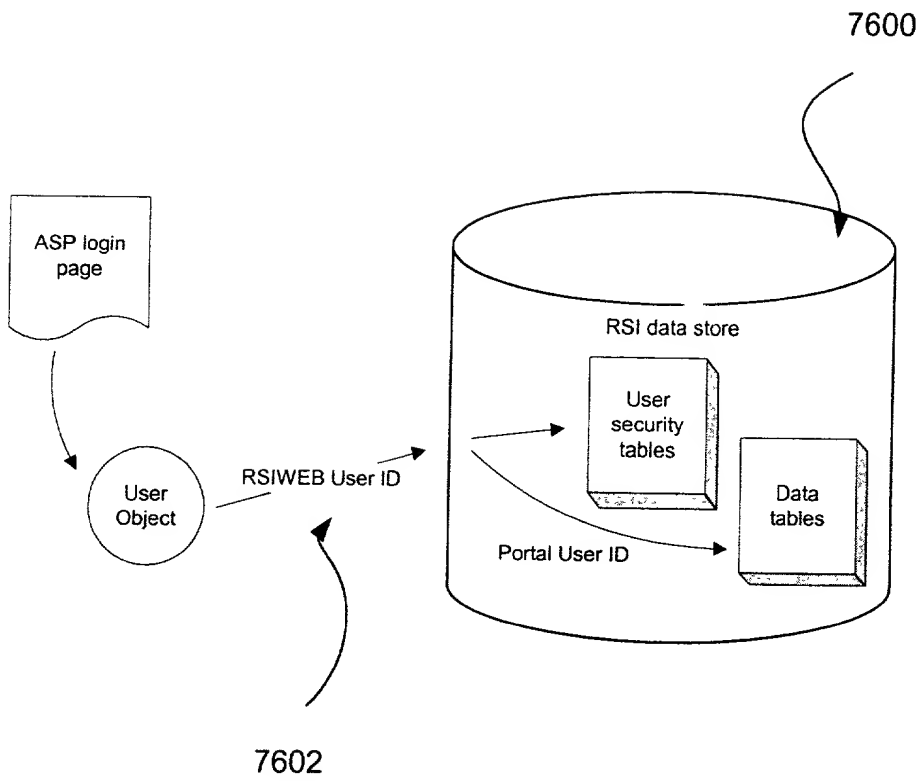 7600
ASP login
page
RSI data store
User
security
tables
RSIWEB User ID
User
Object
Data
tables
Portal User ID
7602